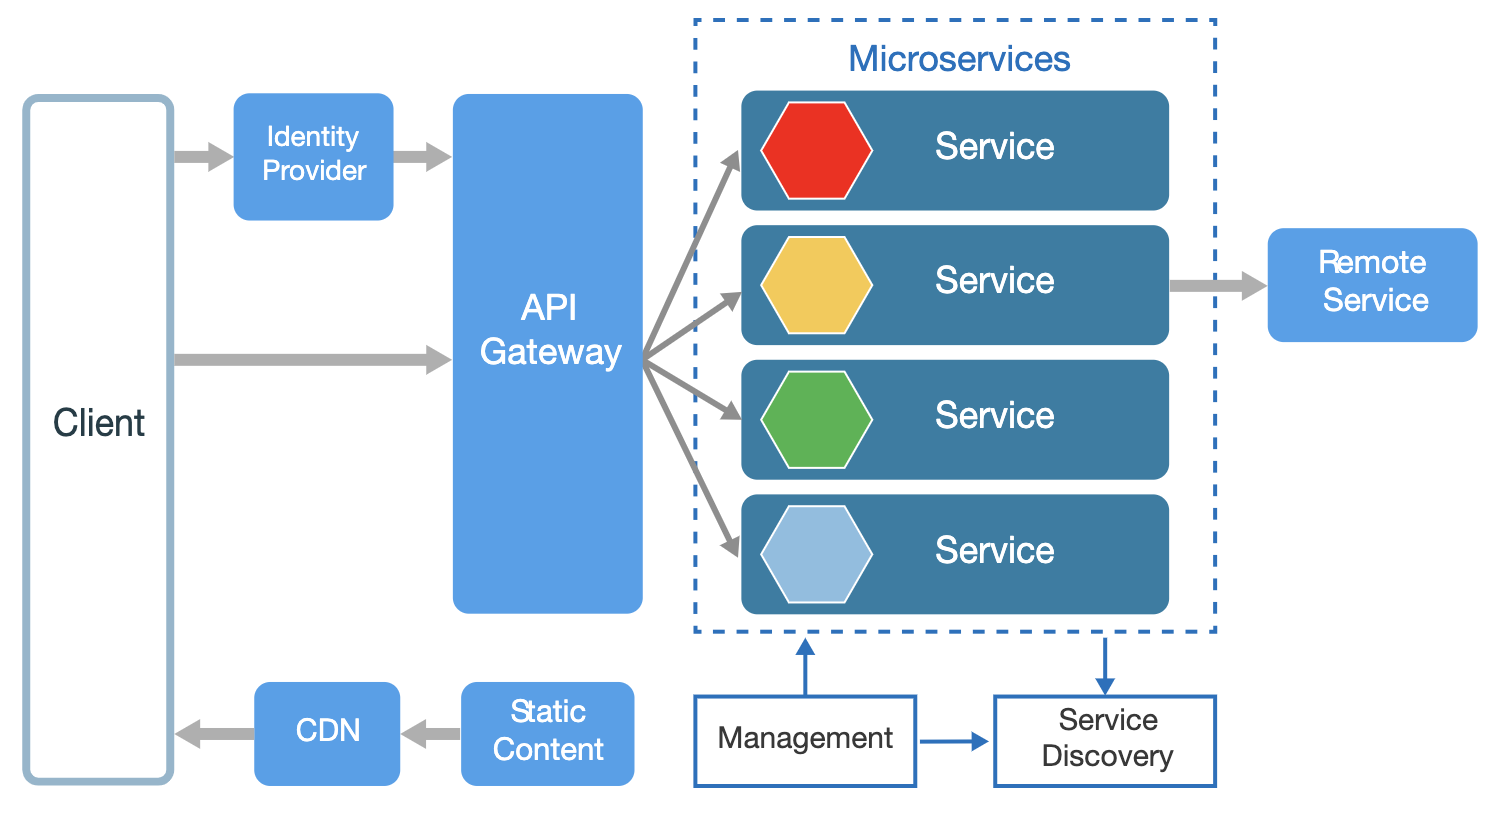 Microservices
Identity
Provider
Service
Service
Remote
Service
API
Gateway
Client
Service
Service
CDN
Static
Content
Management
Service
Discovery